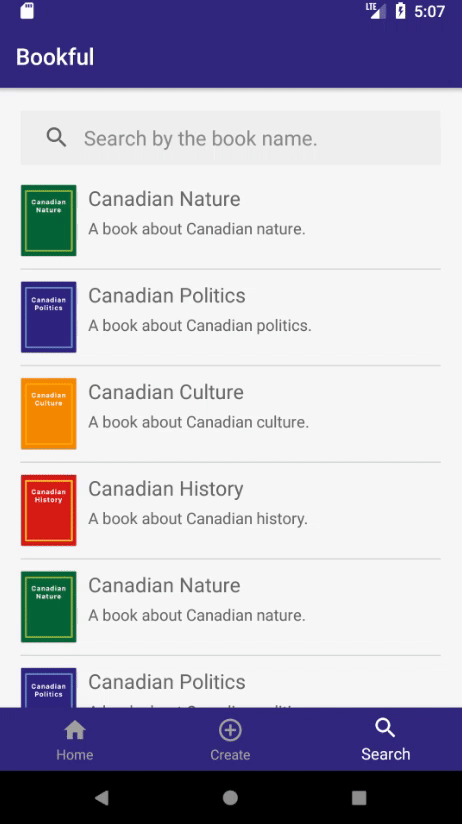 LTE 5:07
Bookful
Search by the book name.
Canadian
Nature
Canadian Nature
A book about Canadian nature.
Canadian
Politics
Canadian Politics
A book about Canadian politics.
Canadian
Culture
Canadian Culture
A book about Canadian culture.
Canadian
History
Canadian History
A book about Canadian history.
Canadian
Nature
Canadian Nature
A book about Canadian nature.
Canadian
Politics
Canadian Politics
Home
Create
Search